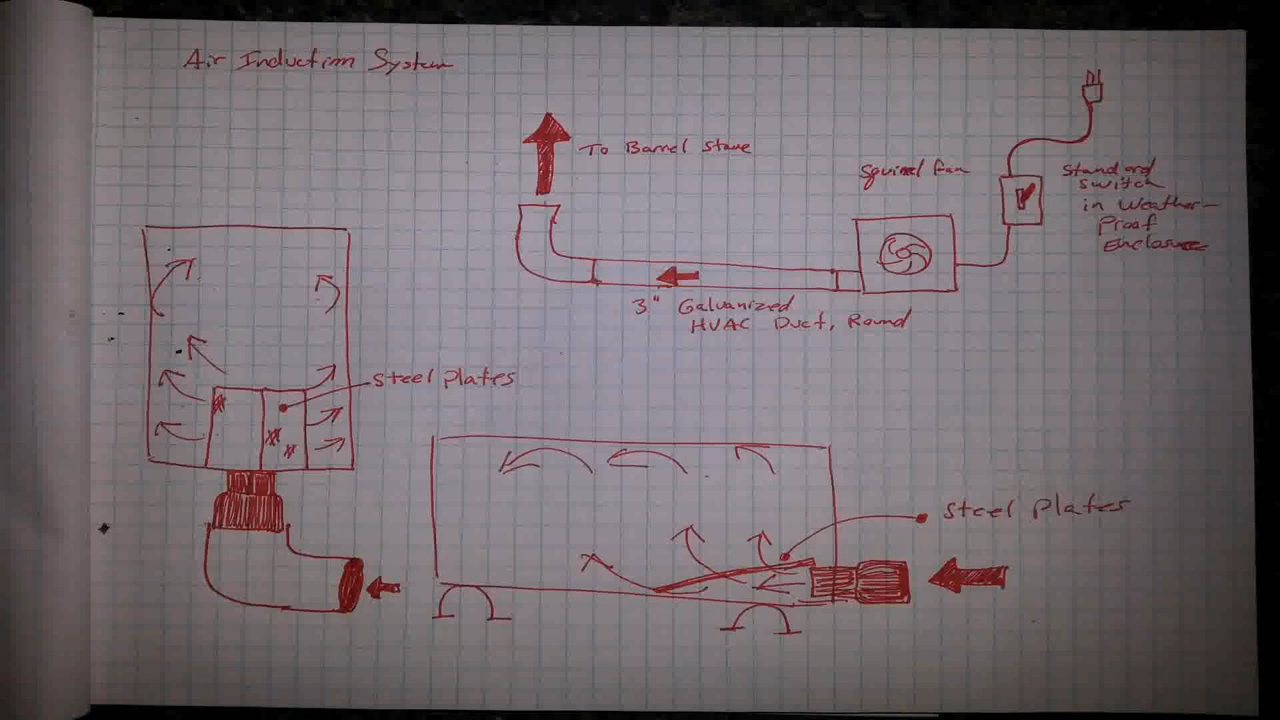 Air Induction System
To Barrel Stove
Squirrel fan
Standard
Switch
in Weather-
Proof
Enclosure
3" Galvanized
HVAC Duct, Round
Steel Plates
Steel Plates